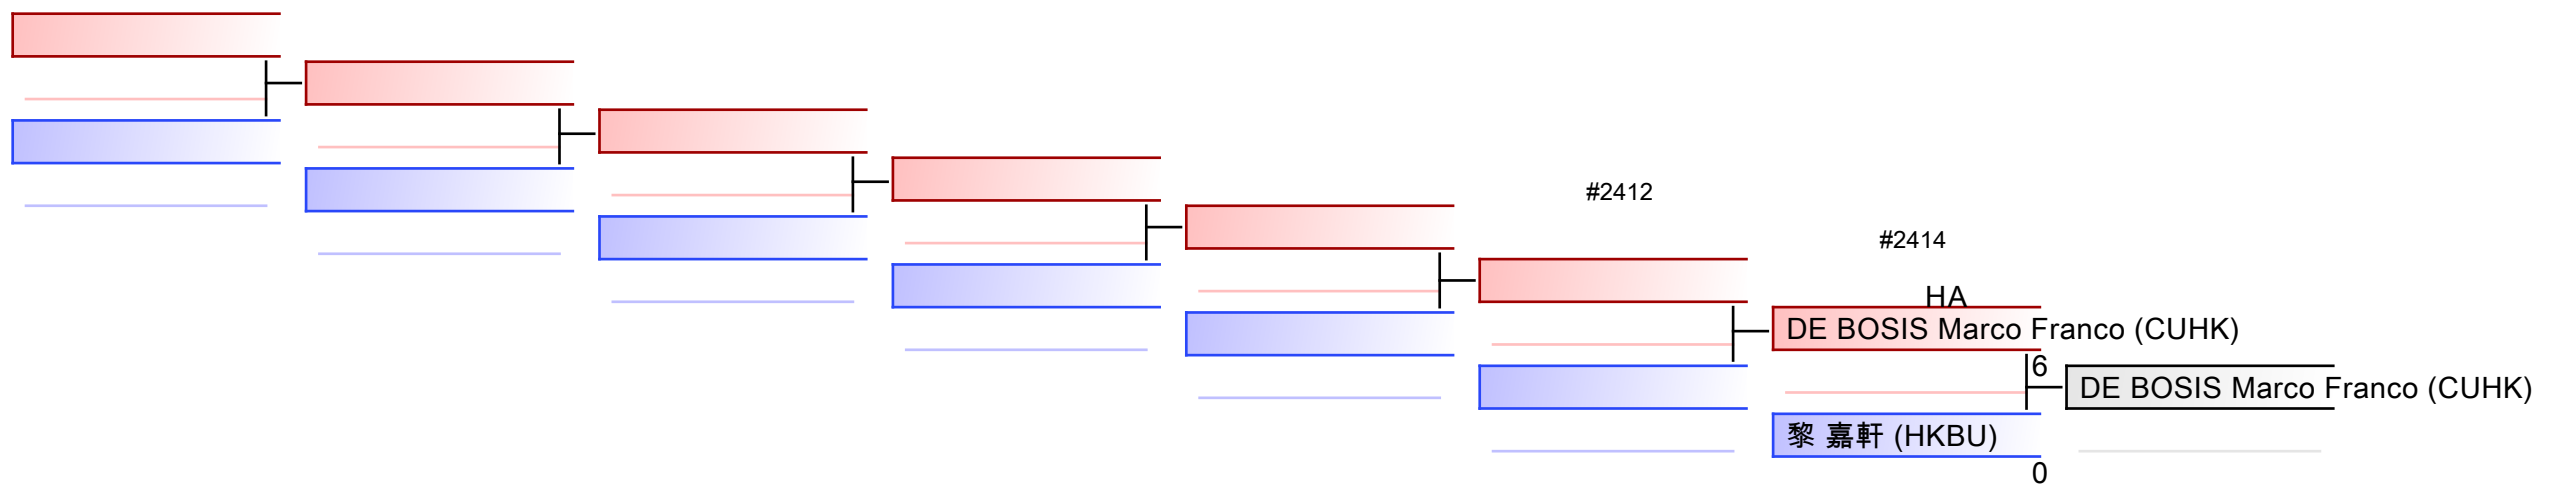 #2412
#2414
HA
DE BOSIS Marco Franco (CUHK)
6
DE BOSIS Marco Franco (CUHK)
黎 嘉軒 (HKBU)
0